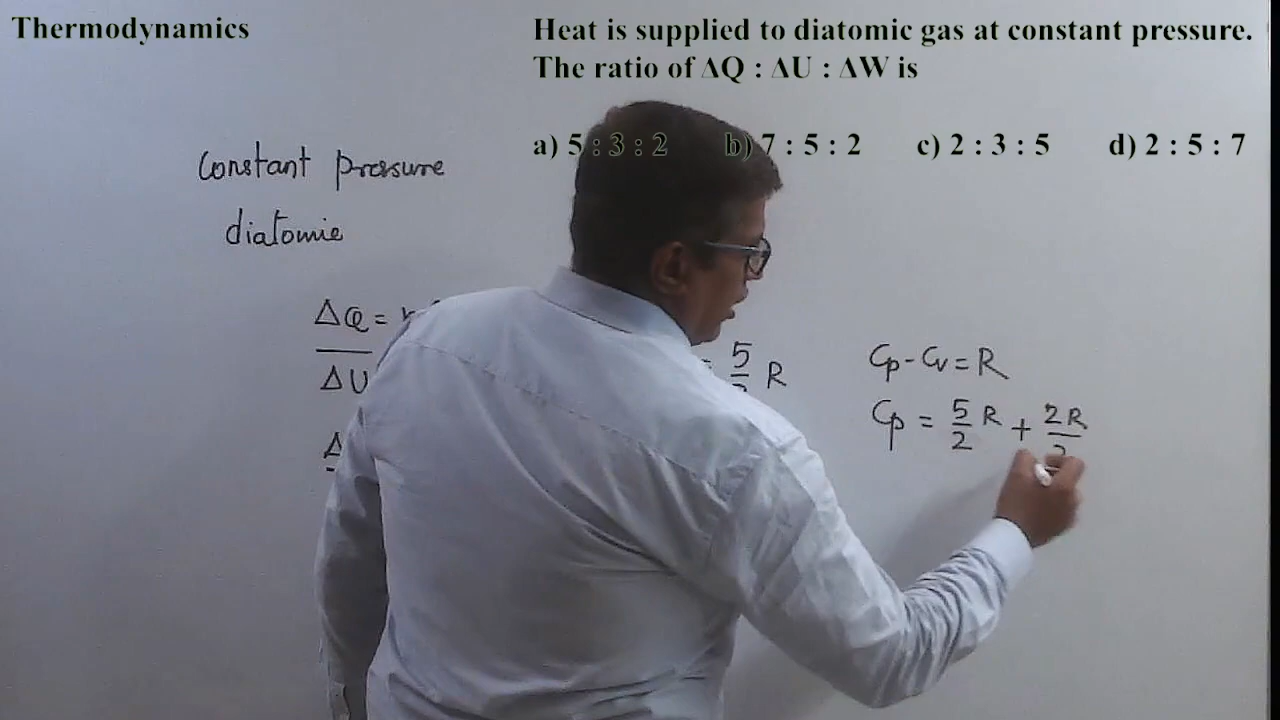 Thermodynamics
Heat is supplied to diatomic gas at constant pressure.
The ratio of ΔQ : ΔU : ΔW is
a) 5 : 3 : 2 b) 7 : 5 : 2 c) 2 : 3 : 5 d) 2 : 5 : 7
constant pressure
diatomic
ΔQ =
ΔU
= 5/2 R
Cp - Cv = R
Cp = 5/2 R + 2R/2